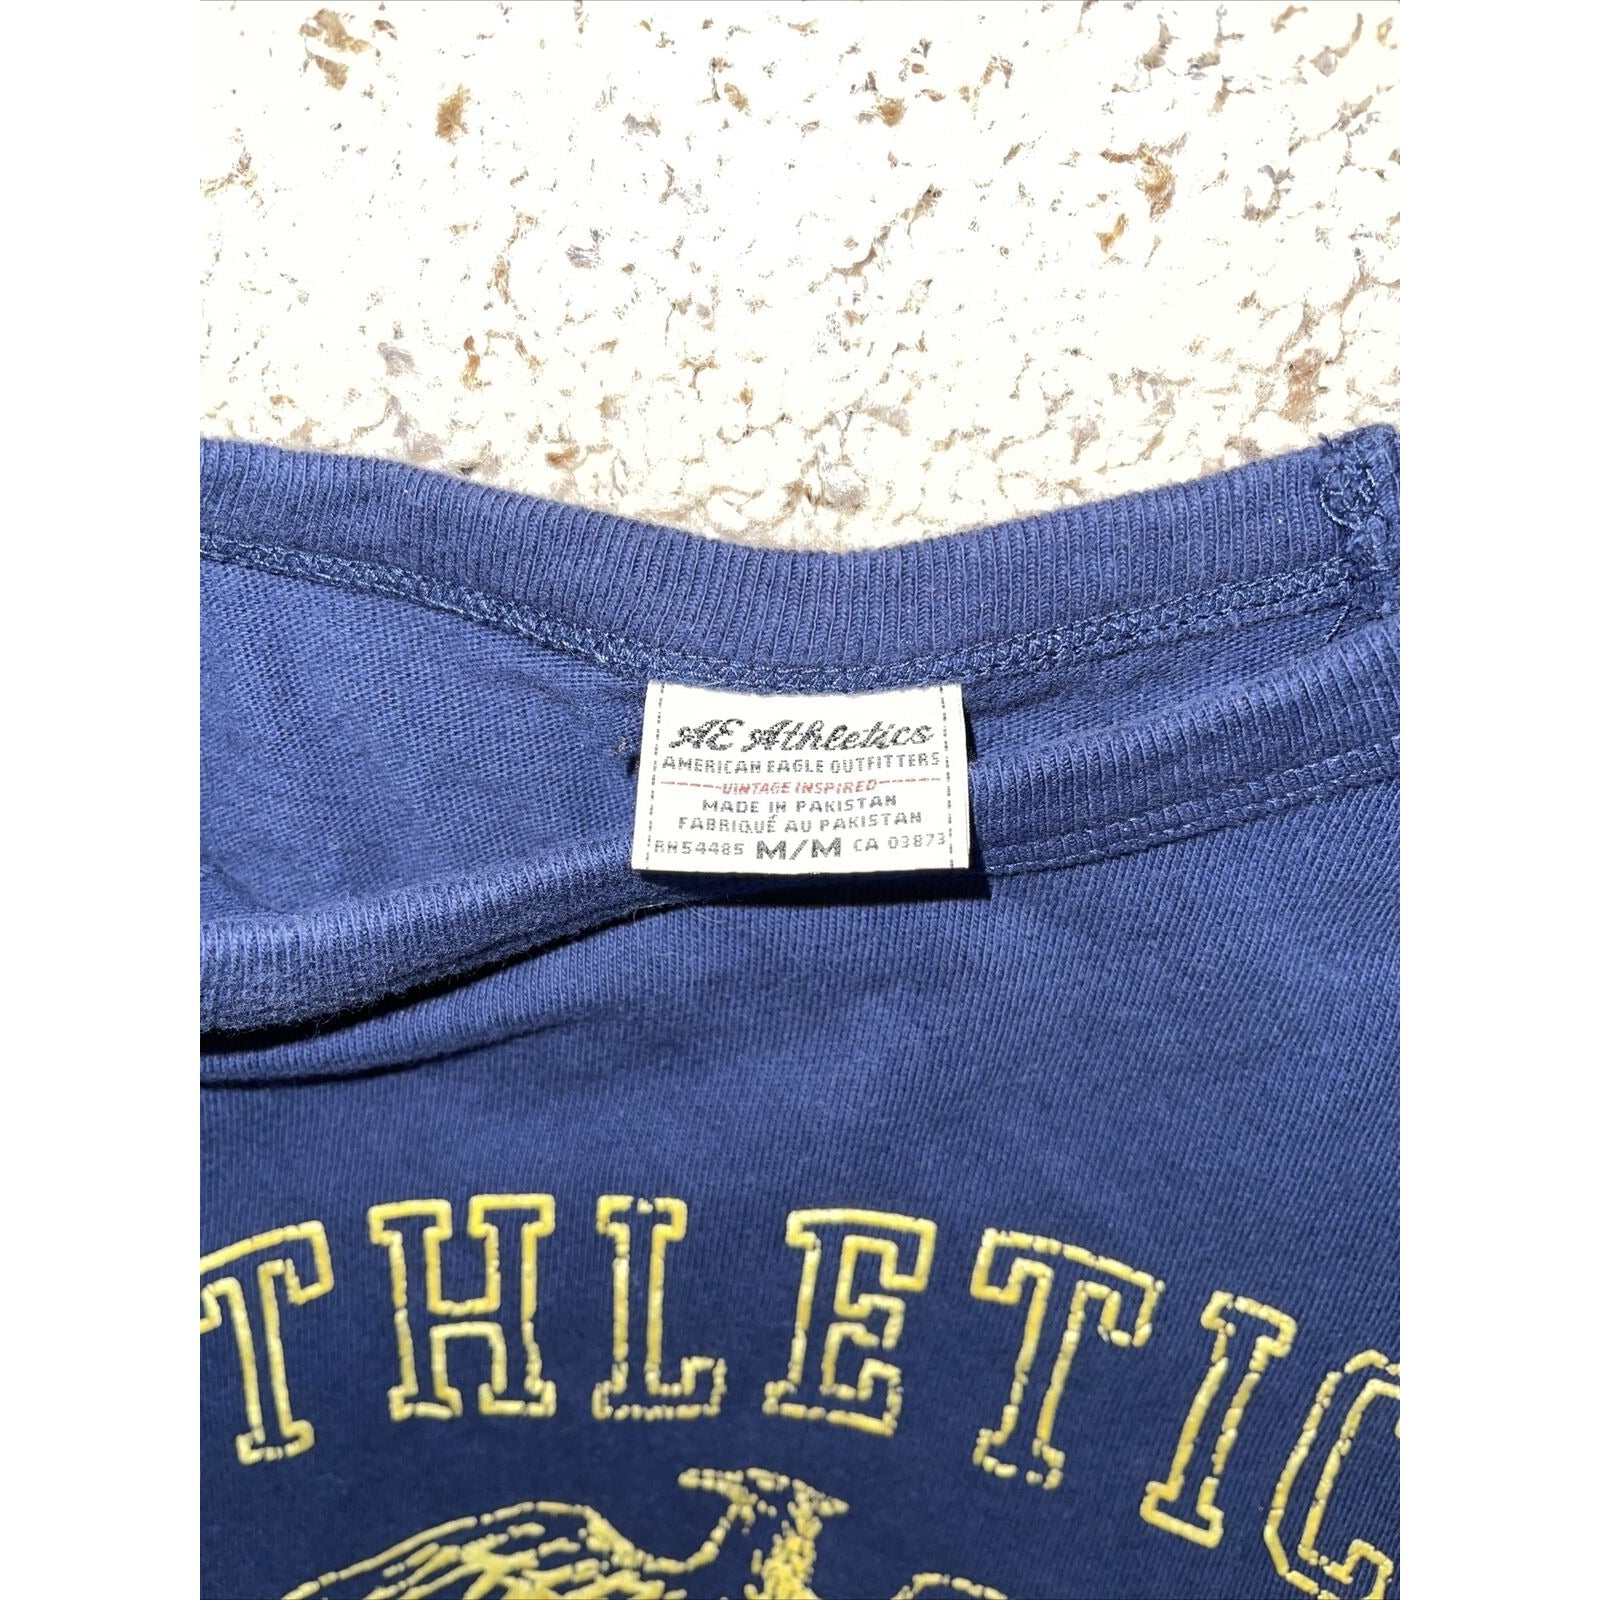 AE Athletics
AMERICAN EAGLE OUTFITTERS
VINTAGE INSPIRED
MADE IN PAKISTAN
FABRIQUÉ AU PAKISTAN
RN54485 M/M CA 03873
THLETIC